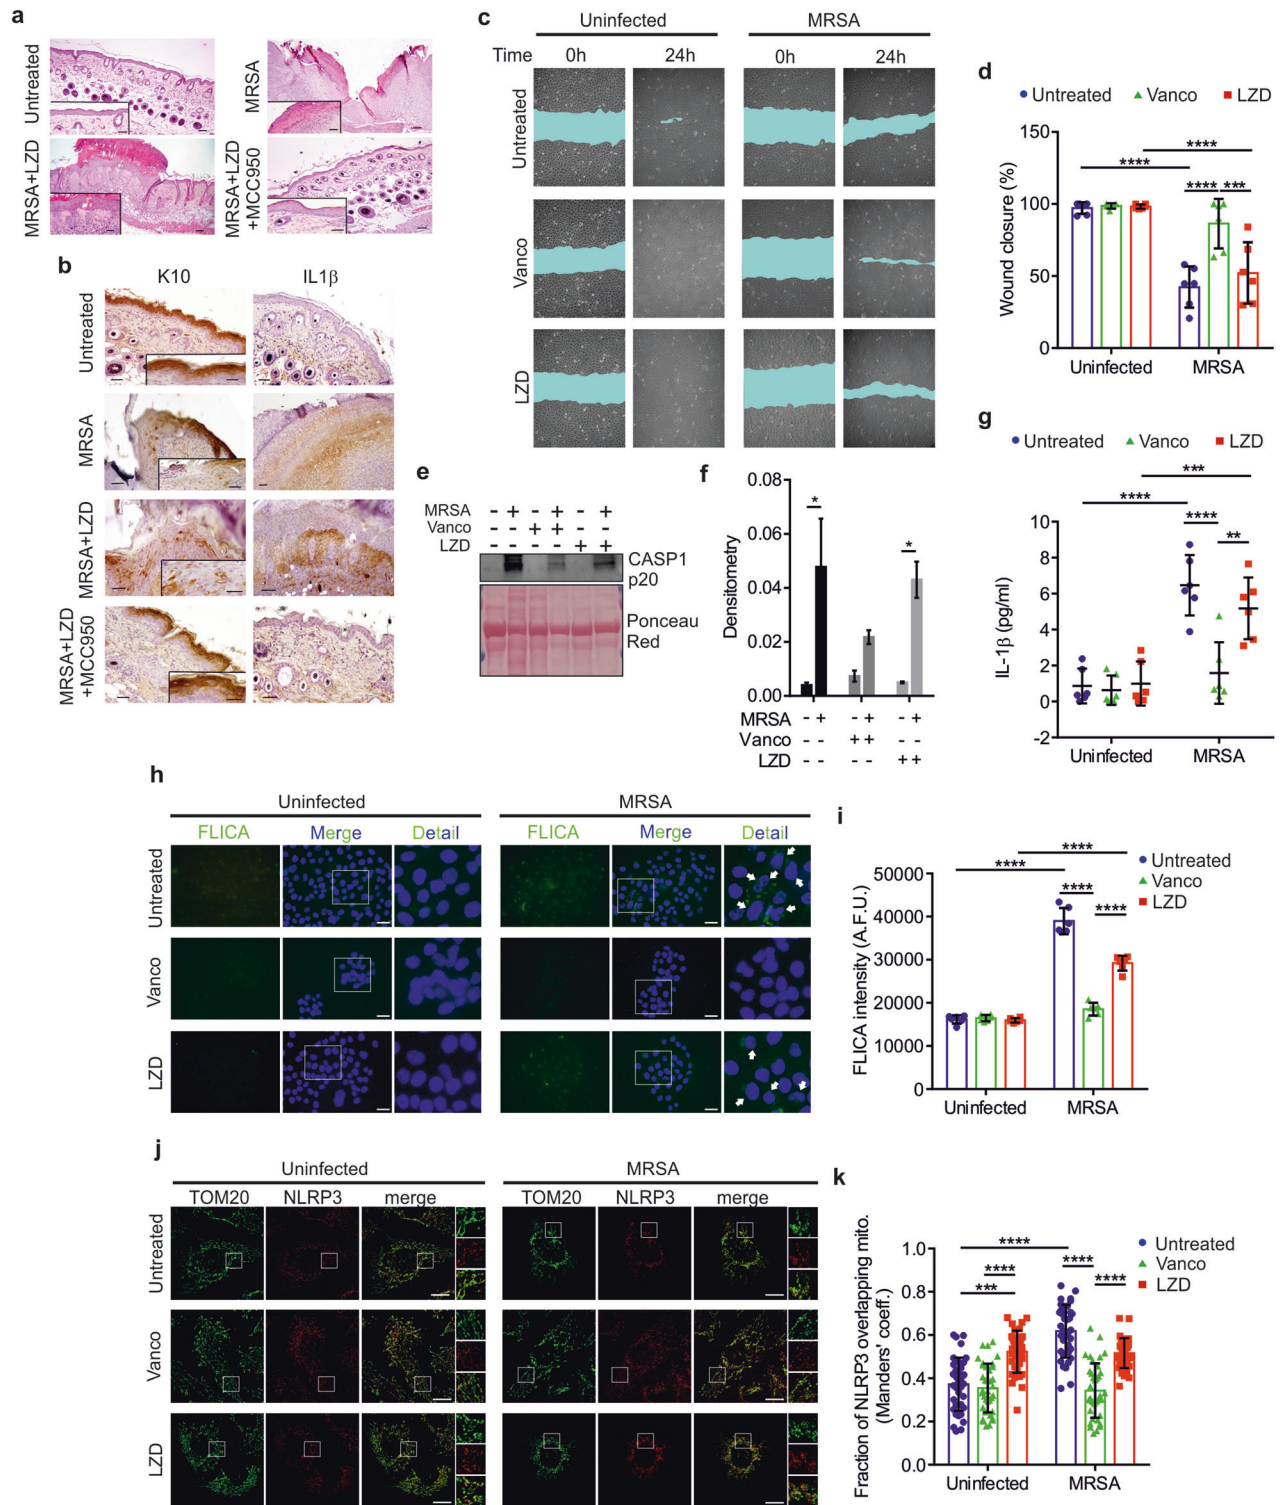 a
Untreated
MRSA
MRSA+LZD
MRSA+LZD
+MCC950
b
K10 IL1β
Untreated
MRSA
MRSA+LZD
MRSA+LZD
+MCC950
c
Uninfected MRSA
Time 0h 24h 0h 24h
Untreated
Vanco
LZD
d
Untreated Vanco LZD
**** ****
**** ***
Wound closure (%)
150
100
50
0
Uninfected MRSA
e
MRSA - + - + - +
Vanco - - + + - -
LZD - - - - + +
CASP1
p20
Ponceau
Red
f
Densitometry
0.08
0.06
0.04
0.02
0.00
* *
MRSA - + - + - +
Vanco - - + + - -
LZD - - - - + +
g
Untreated Vanco LZD
***
****
****
**
IL-1β (pg/ml)
10
8
6
4
2
0
-2
Uninfected MRSA
h
Uninfected MRSA
FLICA Merge Detail FLICA Merge Detail
Untreated
Vanco
LZD
i
Untreated
Vanco
LZD
****
****
****
****
FLICA intensity (A.F.U.)
50000
40000
30000
20000
10000
0
Uninfected MRSA
j
Uninfected MRSA
TOM20 NLRP3 merge TOM20 NLRP3 merge
Untreated
Vanco
LZD
k
Untreated
Vanco
LZD
****
****
****
****
***
Fraction of NLRP3 overlapping mito.
(Manders' coeff.)
1.0
0.8
0.6
0.4
0.2
0.0
Uninfected MRSA